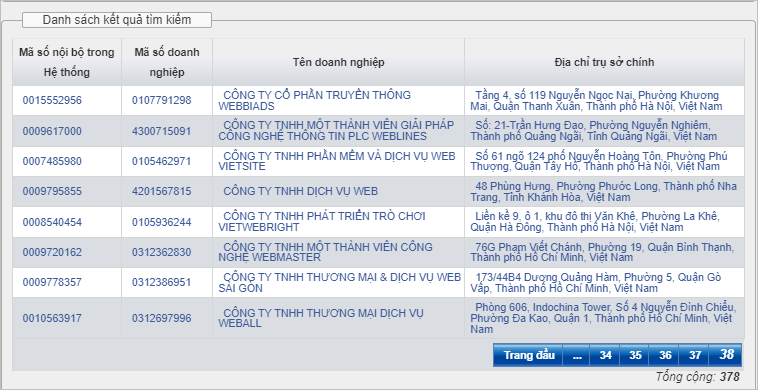 Danh sách kết quả tìm kiếm
Mã số nội bộ trong Mã số doanh
Hệ thống nghiệp Tên doanh nghiệp Địa chỉ trụ sở chính
0015552956 0107791298 CÔNG TY CỔ PHẦN TRUYỀN THÔNG Tầng 4, số 119 Nguyễn Ngọc Nại, Phường Khương
WEBBIADS Mai, Quận Thanh Xuân, Thành phố Hà Nội, Việt Nam
0009617000 4300715091 CÔNG TY TNHH MỘT THÀNH VIÊN GIẢI PHÁP Số: 21-Trần Hưng Đạo, Phường Nguyễn Nghiêm,
CÔNG NGHỆ THÔNG TIN PLC WEBLINES Thành phố Quảng Ngãi, Tỉnh Quảng Ngãi, Việt Nam
0007485980 0105462971 CÔNG TY TNHH PHẦN MỀM VÀ DỊCH VỤ WEB Số 61 ngõ 124 phố Nguyễn Hoàng Tôn, Phường Phú
VIETSITE Thượng, Quận Tây Hồ, Thành phố Hà Nội, Việt Nam
0009795855 4201567815 CÔNG TY TNHH DỊCH VỤ WEB 48 Phùng Hưng, Phường Phước Long, Thành phố Nha
Trang, Tỉnh Khánh Hòa, Việt Nam
0008540454 0105936244 CÔNG TY TNHH PHÁT TRIỂN TRÒ CHƠI Liền kề 9, ô 1, khu đô thị Văn Khê, Phường La Khê,
VIETWEBRIGHT Quận Hà Đông, Thành phố Hà Nội, Việt Nam
0009720162 0312362830 CÔNG TY TNHH MỘT THÀNH VIÊN CÔNG 76G Phạm Viết Chánh, Phường 19, Quận Bình Thạnh,
NGHỆ WEBMASTER Thành phố Hồ Chí Minh, Việt Nam
0009778357 0312386951 CÔNG TY TNHH THƯƠNG MẠI & DỊCH VỤ WEB 173/44B4 Dương Quảng Hàm, Phường 5, Quận Gò
SÀI GÒN Vấp, Thành phố Hồ Chí Minh, Việt Nam
0010563917 0312697996 CÔNG TY TNHH THƯƠNG MẠI DỊCH VỤ Phòng 606, Indochina Tower, Số 4 Nguyễn Đình Chiểu,
WEBALL Phường Đa Kao, Quận 1, Thành phố Hồ Chí Minh, Việt
Nam
Trang đầu ... 34 35 36 37 38
Tổng cộng: 378